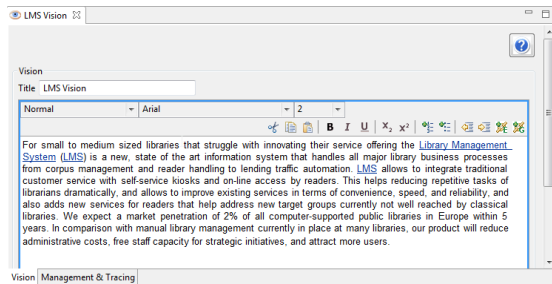 LMS Vision
Vision
Title LMS Vision
Normal Arial 2
B I U X₂ x²
For small to medium sized libraries that struggle with innovating their service offering the Library Management
System (LMS) is a new, state of the art information system that handles all major library business processes
from corpus management and reader handling to lending traffic automation. LMS allows to integrate traditional
customer service with self-service kiosks and on-line access by readers. This helps reducing repetitive tasks of
librarians dramatically, and allows to improve existing services in terms of convenience, speed, and reliability, and
also adds new services for readers that help address new target groups currently not well reached by classical
libraries. We expect a market penetration of 2% of all computer-supported public libraries in Europe within 5
years. In comparison with manual library management currently in place at many libraries, our product will reduce
administrative costs, free staff capacity for strategic initiatives, and attract more users.
Vision Management & Tracing